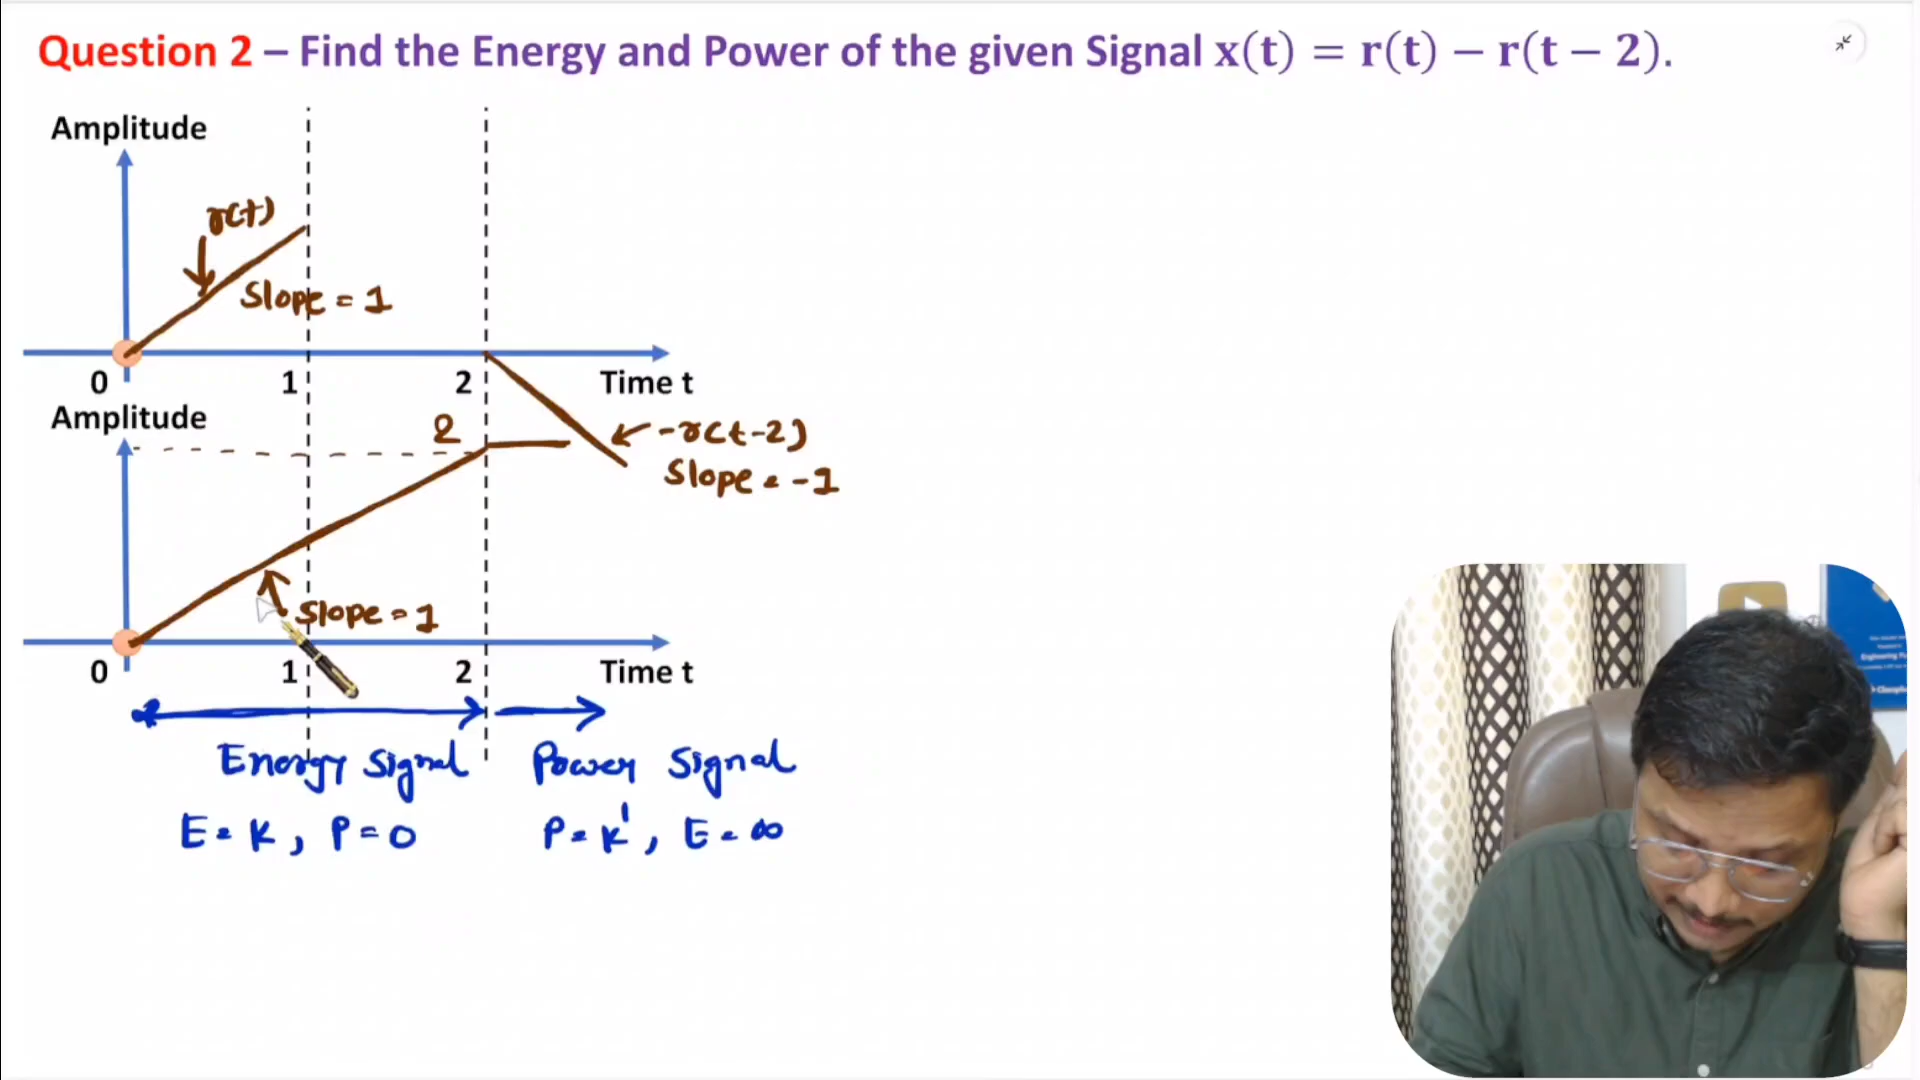 Question 2 – Find the Energy and Power of the given Signal x(t) = r(t) − r(t − 2).
Amplitude
r(t)
Slope = 1
0 1 2 Time t
Amplitude
2
← -r(t-2)
Slope = -1
Slope = 1
0 1 2 Time t
Energy Signal Power Signal
E = K, P = 0 P = K', E = ∞